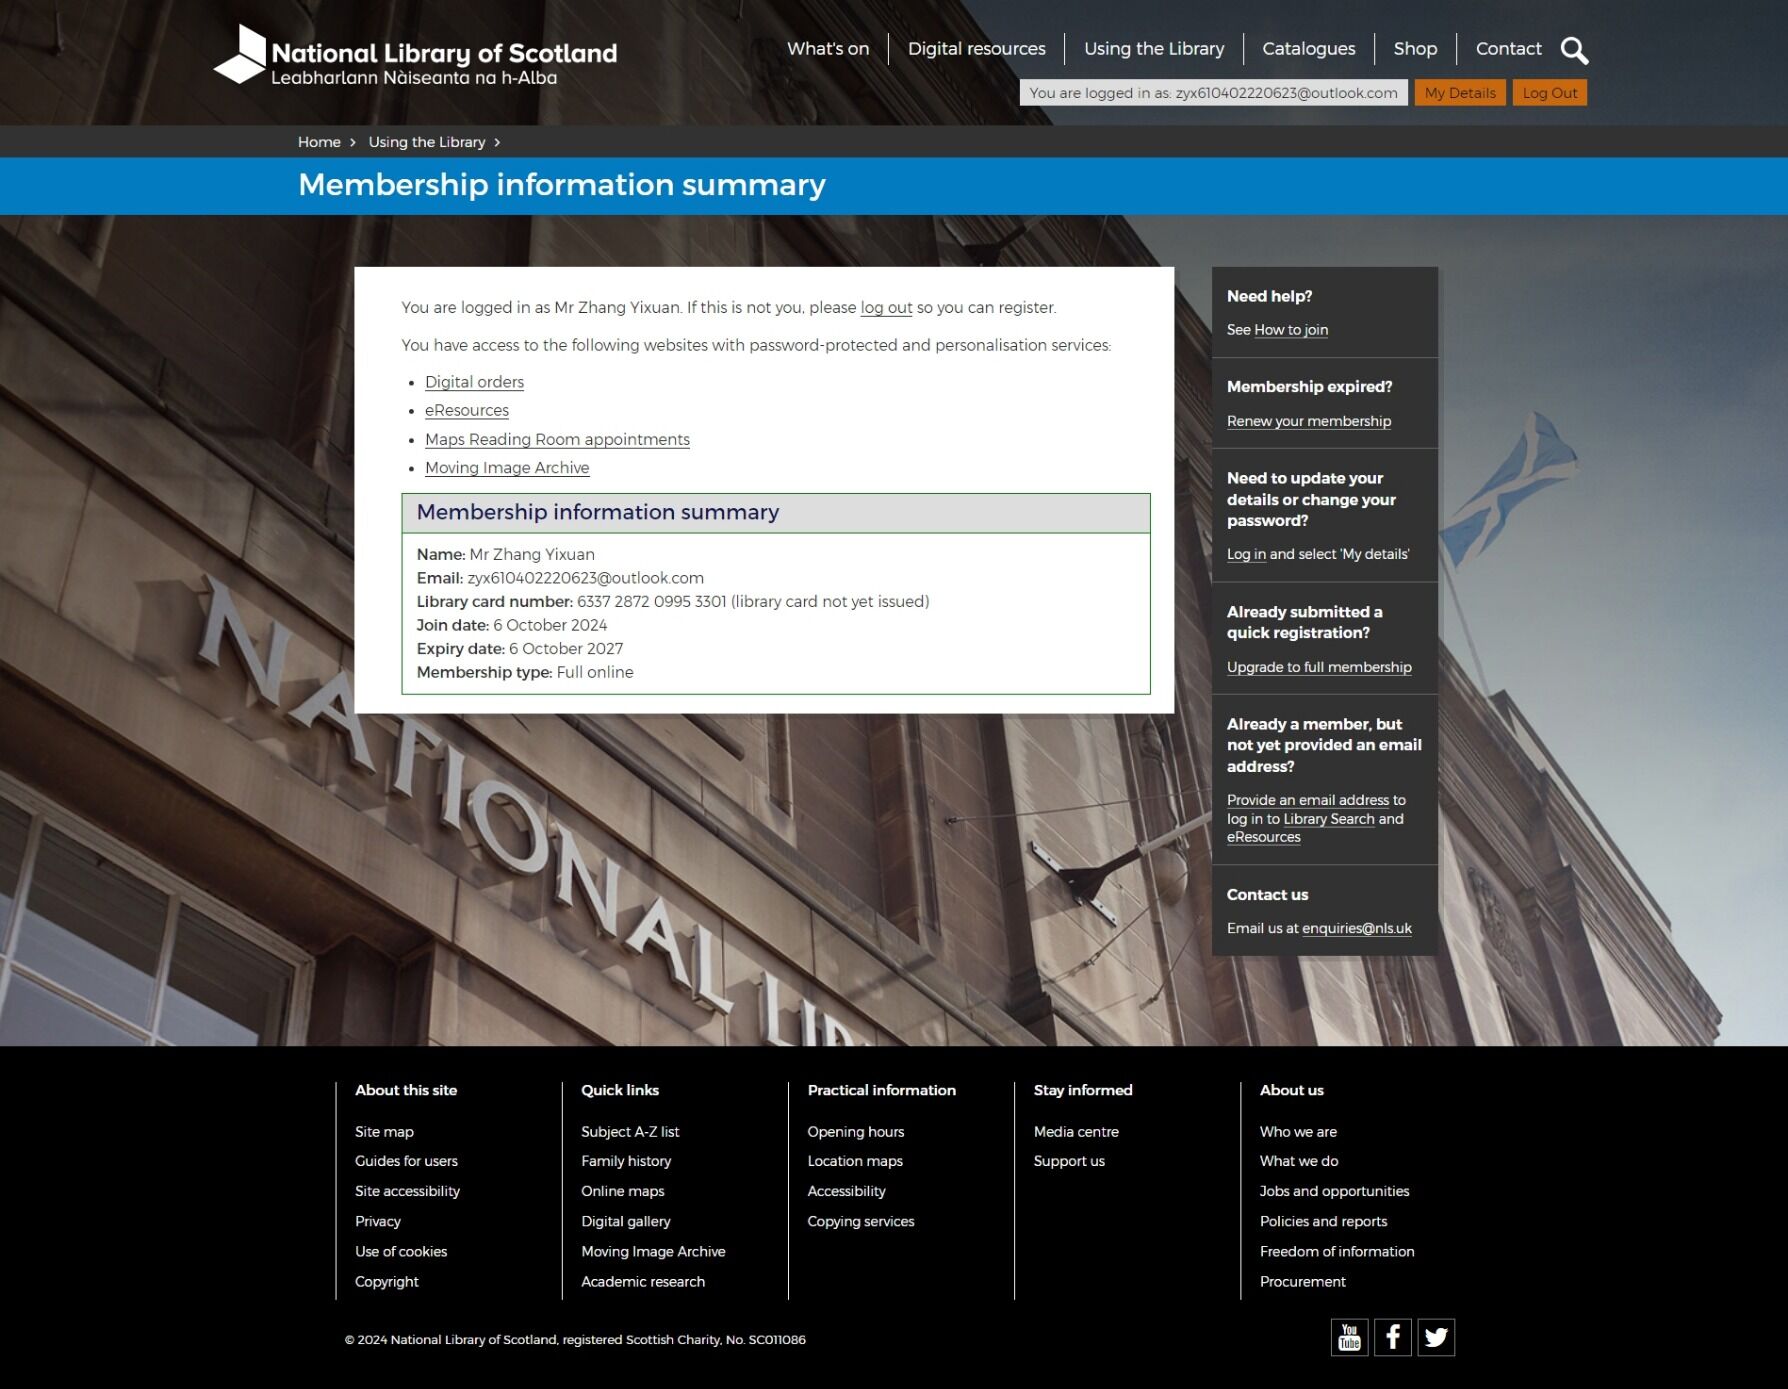 National Library of Scotland
Leabharlann Nàiseanta na h-Alba
What's on
Digital resources
Using the Library
Catalogues
Shop
Contact
You are logged in as: zyx610402220623@outlook.com
My Details
Log Out
Home >
Using the Library >
Membership information summary
You are logged in as Mr Zhang Yixuan. If this is not you, please log out so you can register.
You have access to the following websites with password-protected and personalisation services:
• Digital orders
• eResources
• Maps Reading Room appointments
• Moving Image Archive
Membership information summary
Name: Mr Zhang Yixuan
Email: zyx610402220623@outlook.com
Library card number: 6337 2872 0995 3301 (library card not yet issued)
Join date: 6 October 2024
Expiry date: 6 October 2027
Membership type: Full online
Need help?
See How to join
Membership expired?
Renew your membership
Need to update your
details or change your
password?
Log in and select 'My details'
Already submitted a
quick registration?
Upgrade to full membership
Already a member, but
not yet provided an email
address?
Provide an email address to
log in to Library Search and
eResources
Contact us
Email us at enquiries@nls.uk
NATIONAL LIB
About this site
Site map
Guides for users
Site accessibility
Privacy
Use of cookies
Copyright
Quick links
Subject A-Z list
Family history
Online maps
Digital gallery
Moving Image Archive
Academic research
Practical information
Opening hours
Location maps
Accessibility
Copying services
Stay informed
Media centre
Support us
About us
Who we are
What we do
Jobs and opportunities
Policies and reports
Freedom of information
Procurement
© 2024 National Library of Scotland, registered Scottish Charity, No. SC011086
You
Tube